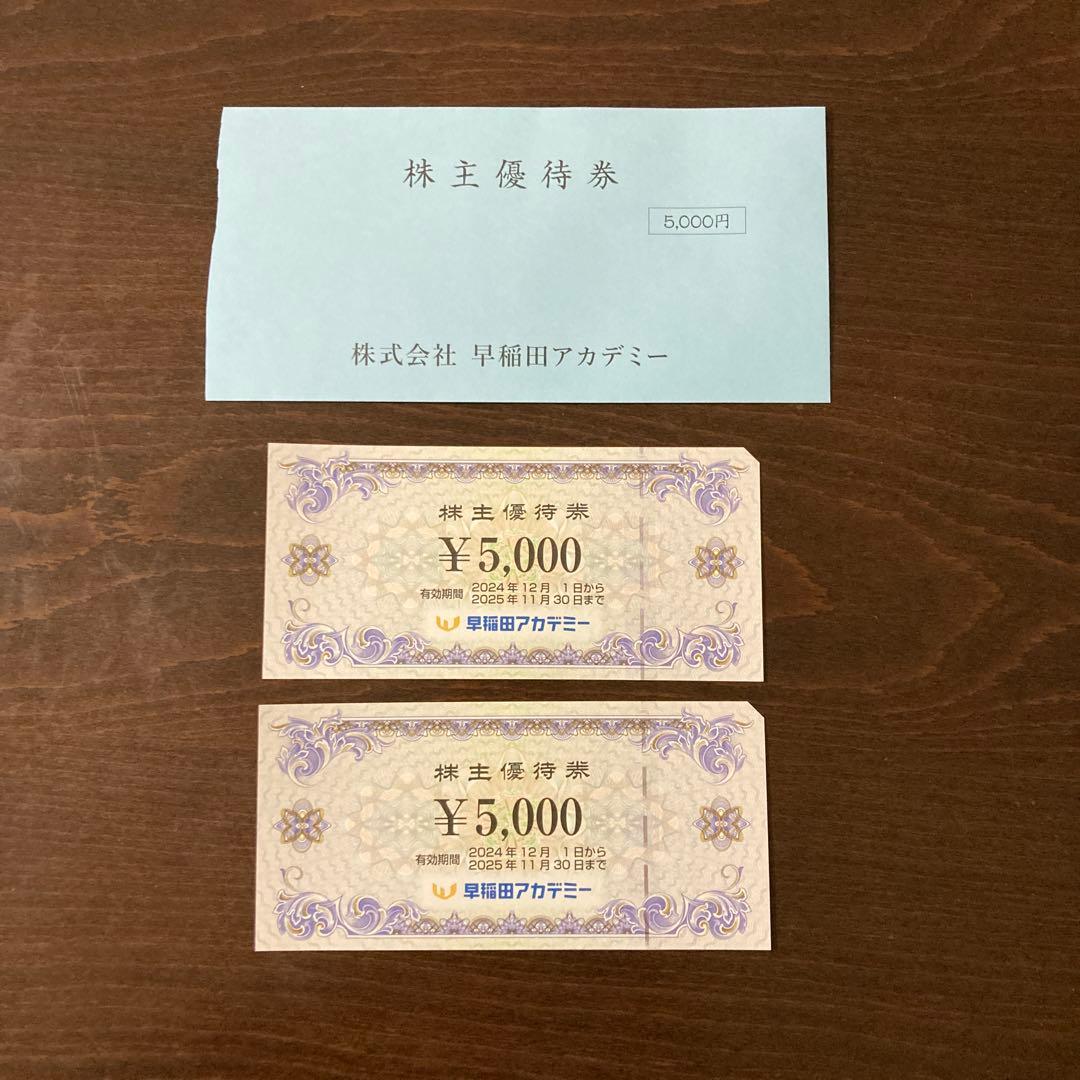 株主優待券
5,000円
株式会社 早稲田アカデミー
株主優待券
¥5,000
有効期間 2024年12月 1日から
2025年11月30日まで
早稲田アカデミー
株主優待券
¥5,000
有効期間 2024年12月 1日から
2025年11月30日まで
早稲田アカデミー